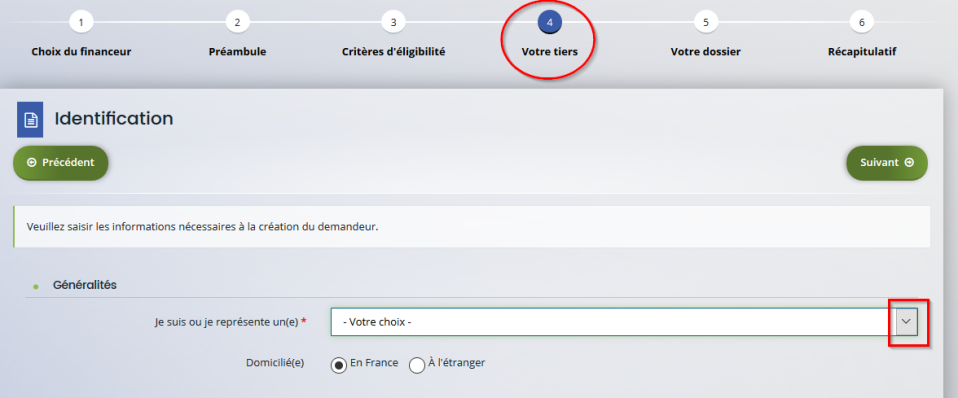 1 2 3 4 5 6
Choix du financeur Préambule Critères d'éligibilité Votre tiers Votre dossier Récapitulatif
Identification
Précédent Suivant
Veuillez saisir les informations nécessaires à la création du demandeur.
Généralités
Je suis ou je représente un(e) * - Votre choix -
Domicilié(e) En France À l'étranger